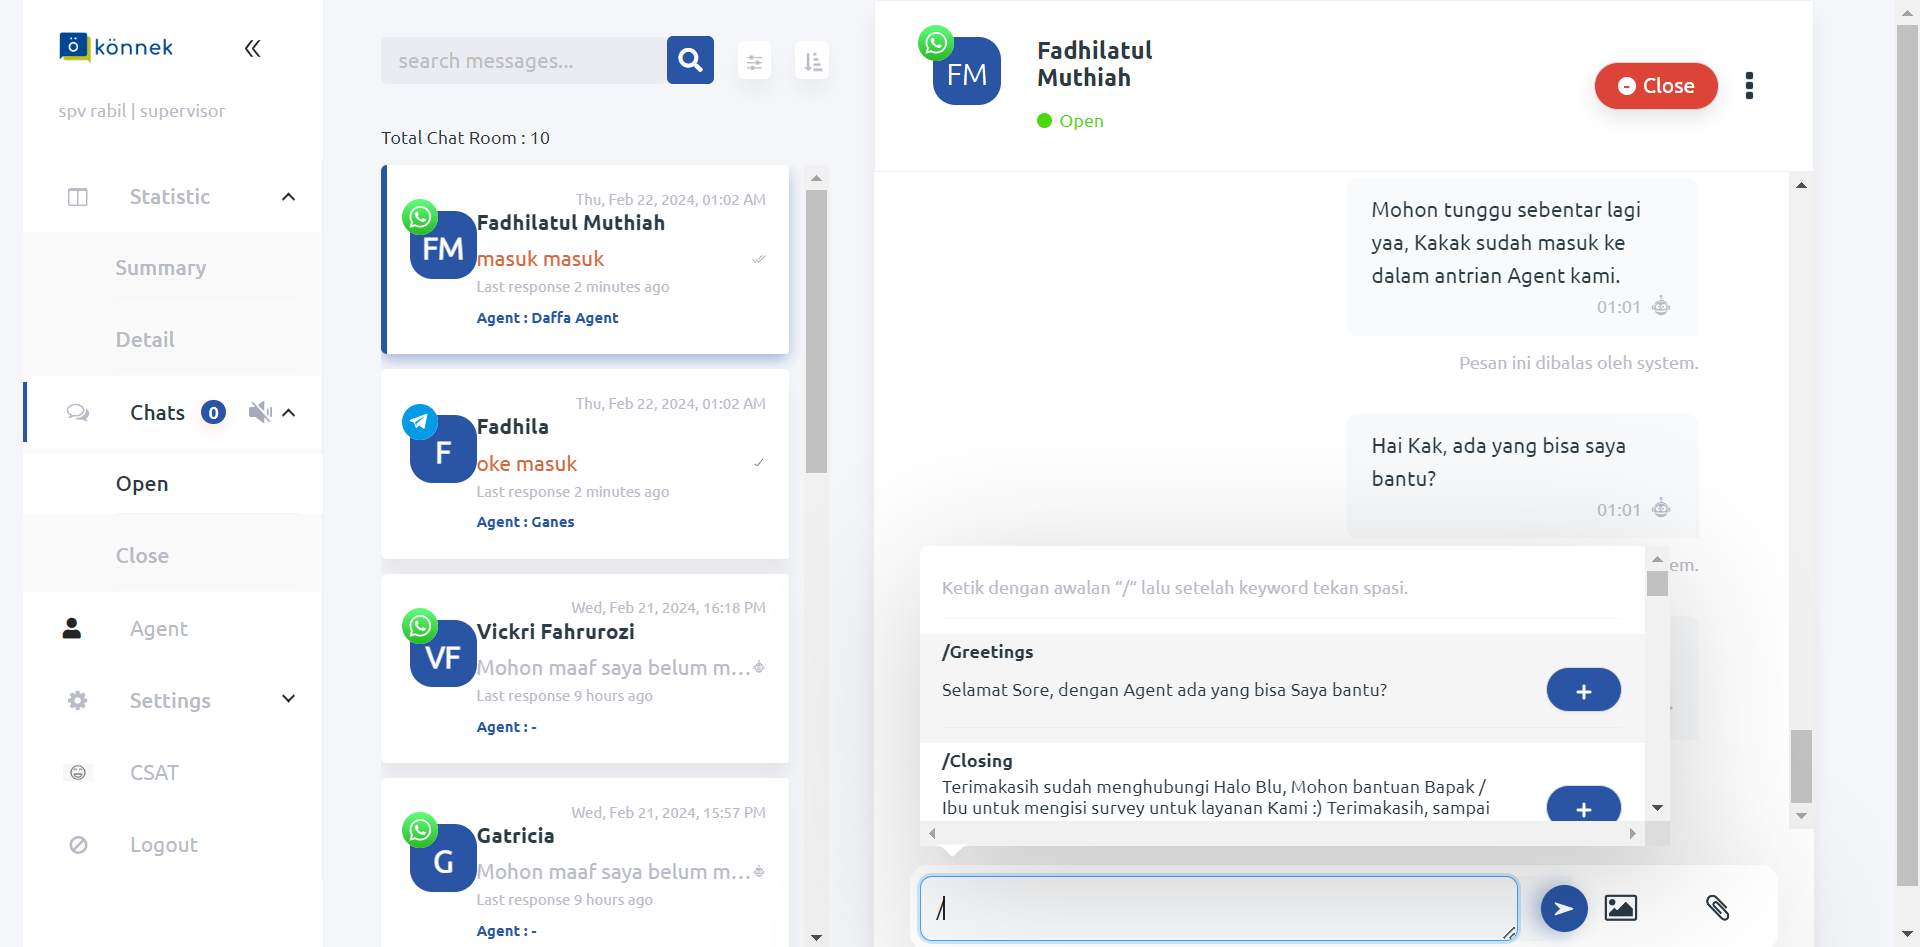 ö könnek
spv rabil | supervisor
Statistic
Summary
Detail
Chats 0
Open
Close
Agent
Settings
CSAT
Logout
search messages...
Total Chat Room : 10
Thu, Feb 22, 2024, 01:02 AM
FM
Fadhilatul Muthiah
masuk masuk
Last response 2 minutes ago
Agent : Daffa Agent
Thu, Feb 22, 2024, 01:02 AM
F
Fadhila
oke masuk
Last response 2 minutes ago
Agent : Ganes
Wed, Feb 21, 2024, 16:18 PM
VF
Vickri Fahrurozi
Mohon maaf saya belum m...
Last response 9 hours ago
Agent : -
Wed, Feb 21, 2024, 15:57 PM
G
Gatricia
Mohon maaf saya belum m...
Last response 9 hours ago
Agent : -
FM
Fadhilatul
Muthiah
Open
Close
Mohon tunggu sebentar lagi
yaa, Kakak sudah masuk ke
dalam antrian Agent kami.
01:01
Pesan ini dibalas oleh system.
Hai Kak, ada yang bisa saya
bantu?
01:01
em.
Ketik dengan awalan “/” lalu setelah keyword tekan spasi.
/Greetings
Selamat Sore, dengan Agent ada yang bisa Saya bantu?
+
/Closing
Terimakasih sudah menghubungi Halo Blu, Mohon bantuan Bapak /
Ibu untuk mengisi survey untuk layanan Kami :) Terimakasih, sampai
+
/